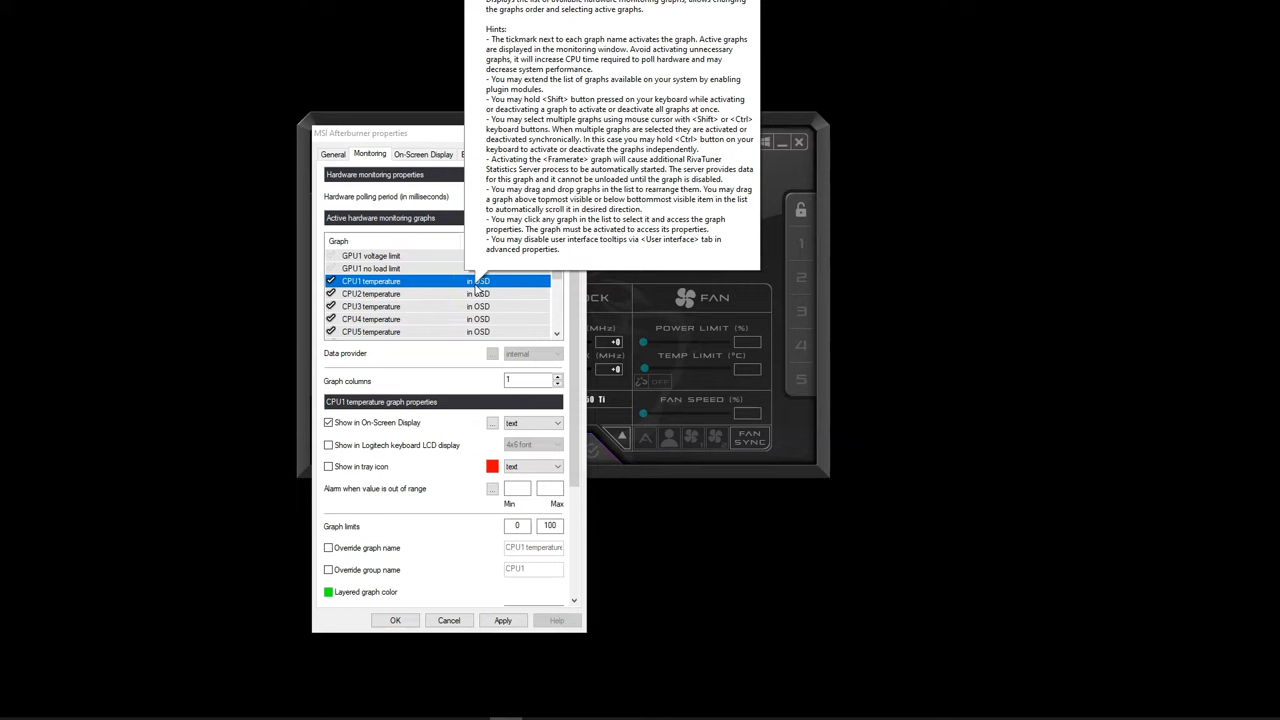 Displays the list of available hardware monitoring graphs, allows changing
the graphs order and selecting active graphs.
Hints:
- The tickmark next to each graph name activates the graph. Active graphs
are displayed in the monitoring window. Avoid activating unnecessary
graphs, it will increase CPU time required to poll hardware and may
decrease system performance.
- You may extend the list of graphs available on your system by enabling
plugin modules.
- You may hold <Shift> button pressed on your keyboard while activating
or deactivating a graph to activate or deactivate all graphs at once.
- You may select multiple graphs using mouse cursor with <Shift> or <Ctrl>
keyboard buttons. When multiple graphs are selected they are activated or
deactivated synchronically. In this case you may hold <Ctrl> button on your
keyboard to activate or deactivate the graphs independently.
- Activating the <Framerate> graph will cause additional RivaTuner
Statistics Server process to be automatically started. The server provides data
for this graph and it cannot be unloaded until the graph is disabled.
- You may drag and drop graphs in the list to rearrange them. You may drag
a graph above topmost visible or below bottommost visible item in the list
to automatically scroll it in desired direction.
- You may click any graph in the list to select it and access the graph
properties. The graph must be activated to access its properties.
- You may disable user interface tooltips via <User interface> tab in
advanced properties.
MSI Afterburner properties
General Monitoring On-Screen Display
Hardware monitoring properties
Hardware polling period (in milliseconds)
Active hardware monitoring graphs
Graph
GPU1 voltage limit
GPU1 no load limit
CPU1 temperature in OSD
CPU2 temperature in OSD
CPU3 temperature in OSD
CPU4 temperature in OSD
CPU5 temperature in OSD
Data provider ... internal
Graph columns 1
CPU1 temperature graph properties
Show in On-Screen Display ... text
Show in Logitech keyboard LCD display 4x6 font
Show in tray icon text
Alarm when value is out of range ...
Min Max
Graph limits 0 100
Override graph name CPU1 temperature
Override group name CPU1
Layered graph color
OK Cancel Apply Help
FAN
(MHz) +0
POWER LIMIT (%)
+0
TEMP LIMIT (°C)
OFF
Ti
FAN SPEED (%)
A
FAN
SYNC
1
2
3
4
5